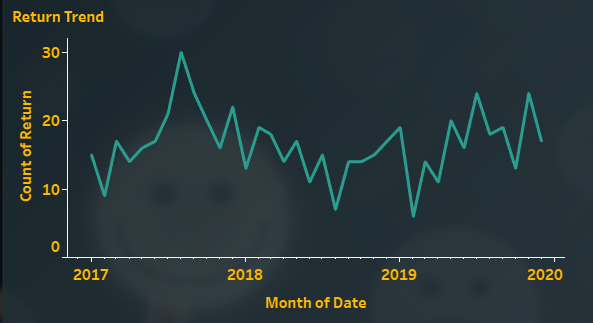 Return Trend
30
20
10
0
Count of Return
2017 2018 2019 2020
Month of Date